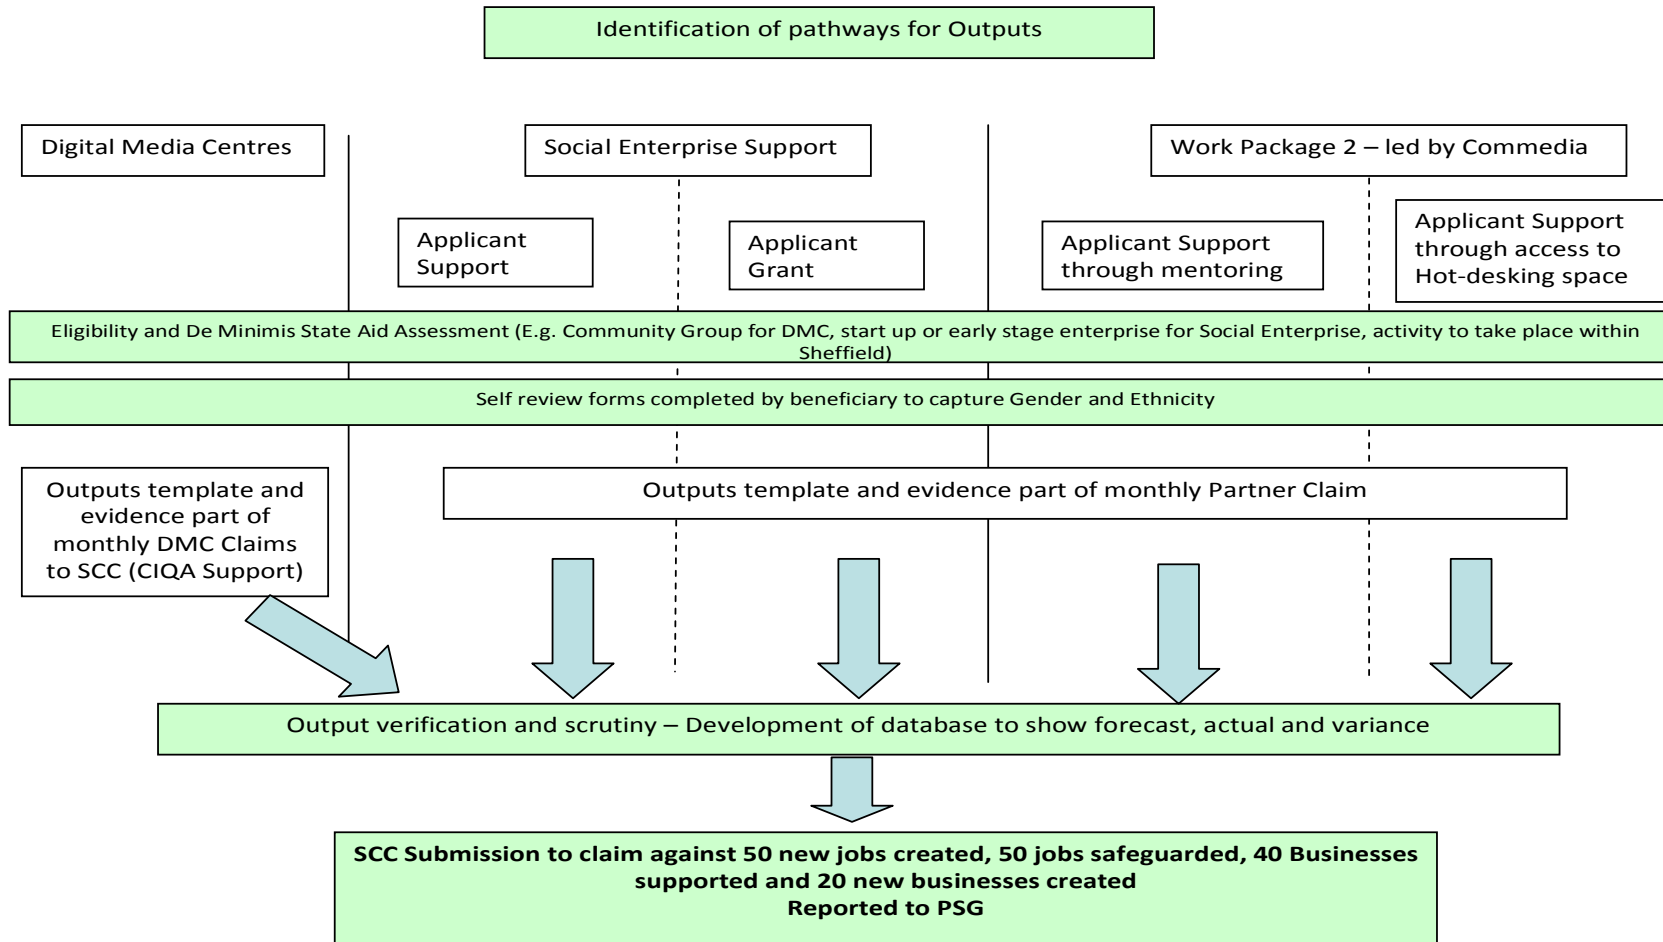 Identification of pathways for Outputs
Digital Media Centres
Social Enterprise Support
Work Package 2 – led by Commedia
Applicant
Support
Applicant
Grant
Applicant Support
through mentoring
Applicant Support
through access to
Hot-desking space
Eligibility and De Minimis State Aid Assessment (E.g. Community Group for DMC, start up or early stage enterprise for Social Enterprise, activity to take place within
Sheffield)
Self review forms completed by beneficiary to capture Gender and Ethnicity
Outputs template and
evidence part of
monthly DMC Claims
to SCC (CIQA Support)
Outputs template and evidence part of monthly Partner Claim
Output verification and scrutiny – Development of database to show forecast, actual and variance
SCC Submission to claim against 50 new jobs created, 50 jobs safeguarded, 40 Businesses
supported and 20 new businesses created
Reported to PSG